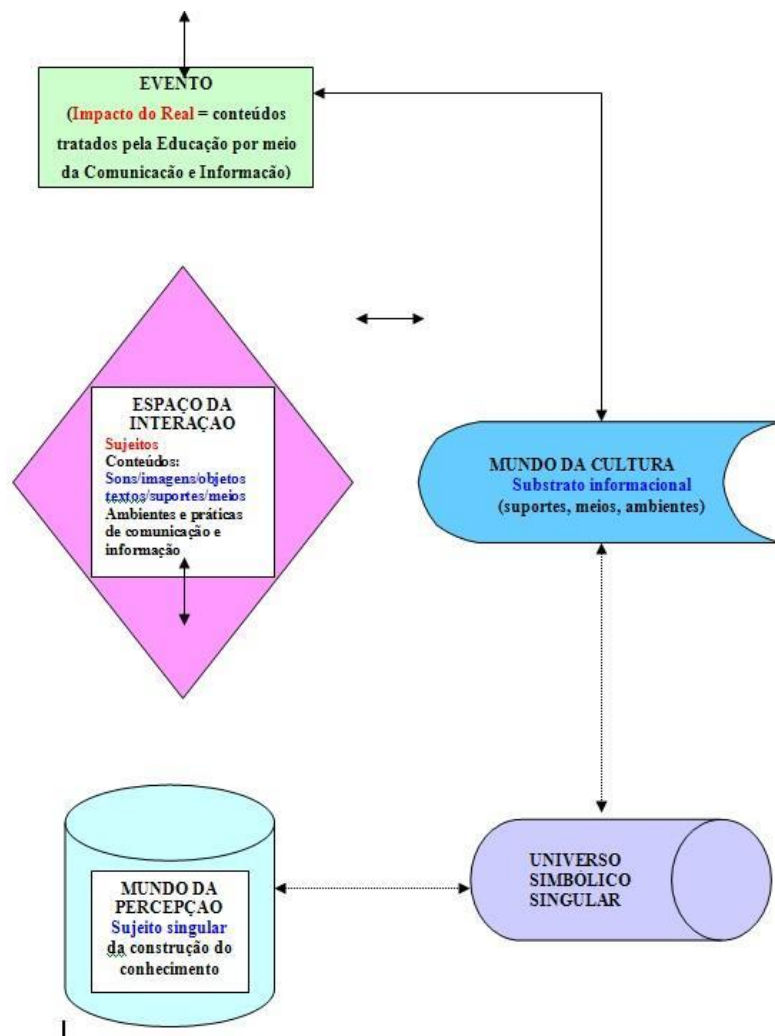 EVENTO
(Impacto do Real = conteúdos
tratados pela Educação por meio
da Comunicação e Informação)
ESPAÇO DA
INTERAÇAO
Sujeitos
Conteúdos:
Sons/imagens/objetos
textos/suportes/meios
Ambientes e práticas
de comunicação e
informação
MUNDO DA CULTURA
Substrato informacional
(suportes, meios, ambientes)
MUNDO DA
PERCEPÇAO
Sujeito singular
da construção do
conhecimento
UNIVERSO
SIMBÓLICO
SINGULAR